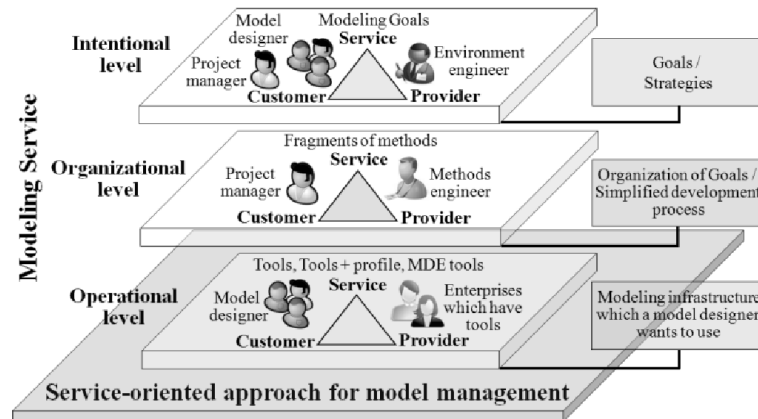 Modeling Service
Intentional
level
Model
designer
Project
manager
Modeling Goals
Service
Environment
engineer
Customer
Provider
Goals /
Strategies
Organizational
level
Fragments of methods
Service
Project
manager
Methods
engineer
Customer
Provider
Organization of Goals /
Simplified development
process
Operational
level
Tools, Tools + profile, MDE tools
Service
Model
designer
Enterprises
which have
tools
Customer
Provider
Modeling infrastructure
which a model designer
wants to use
Service-oriented approach for model management